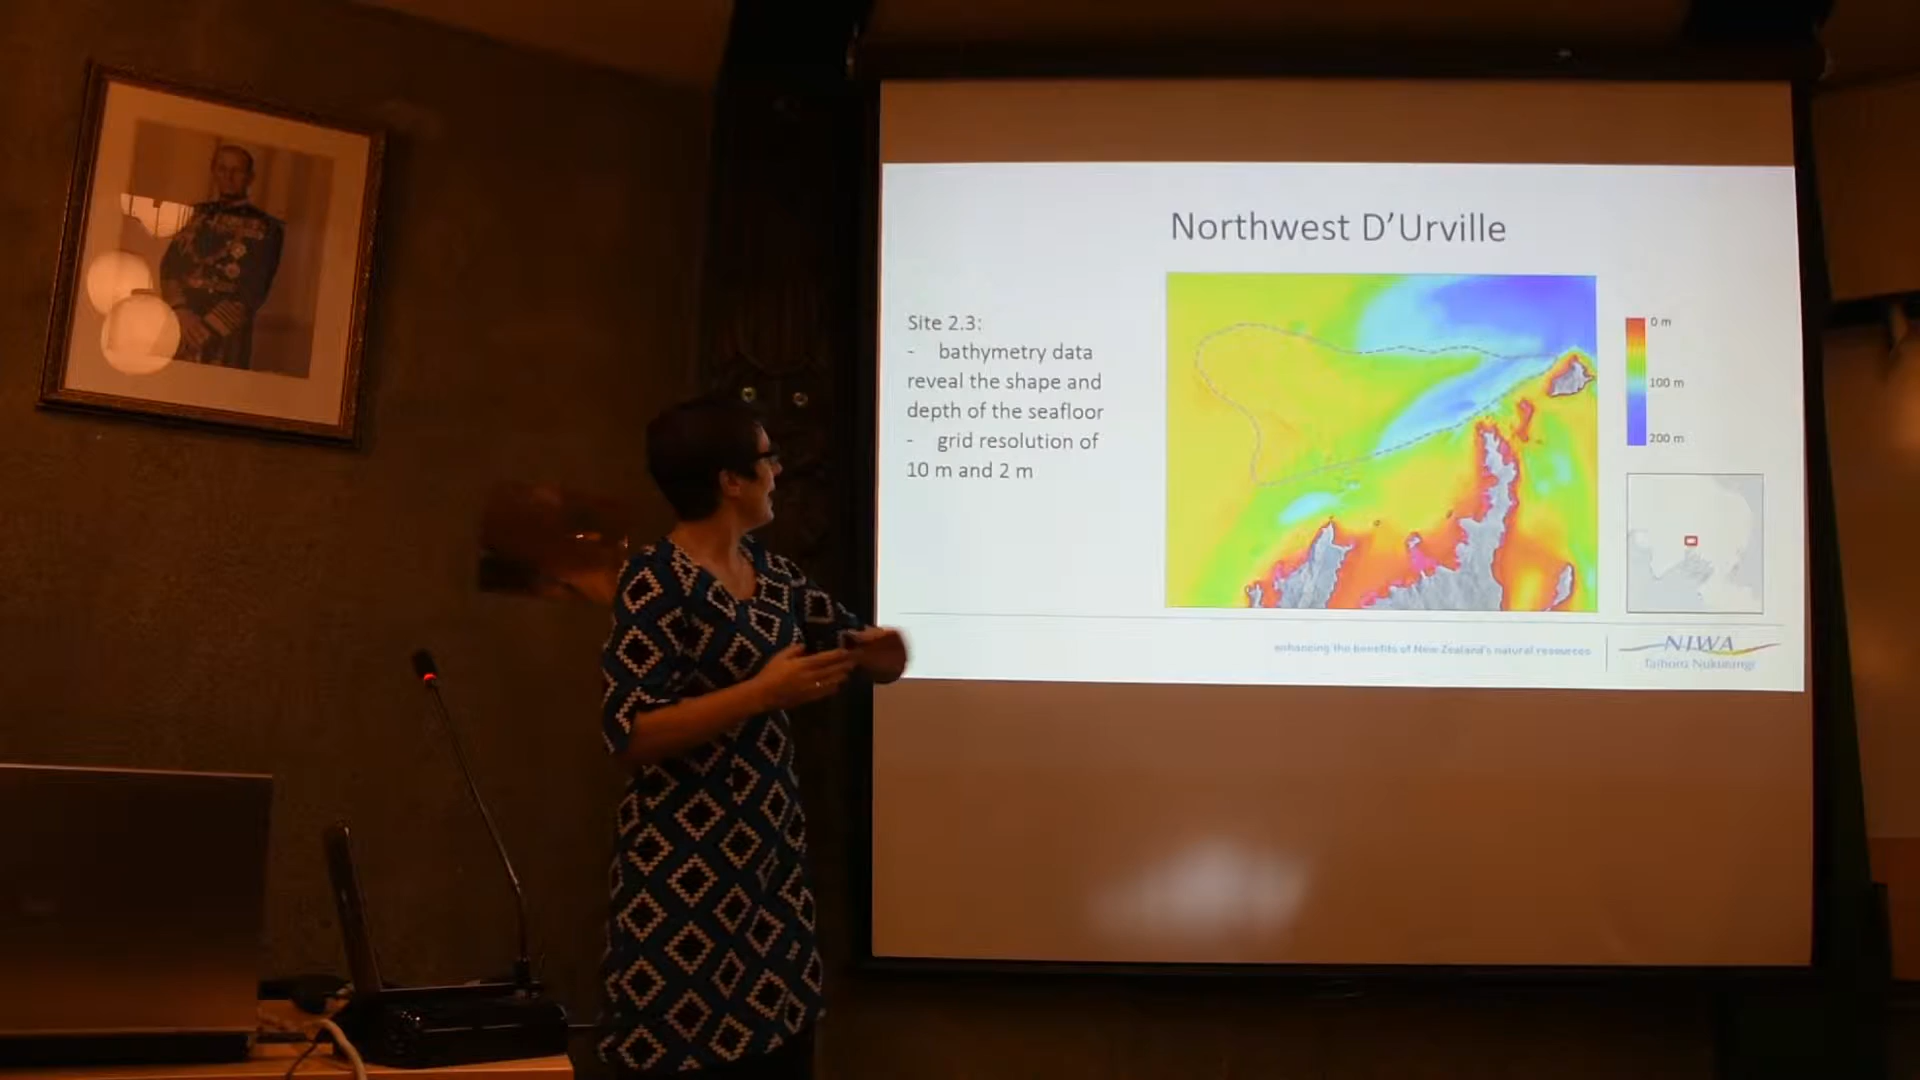 Northwest D'Urville
Site 2.3:
- bathymetry data
reveal the shape and
depth of the seafloor
- grid resolution of
10 m and 2 m
0 m
100 m
200 m
enhancing the benefits of New Zealand's natural resources
NIWA
Taihoro Nukurangi